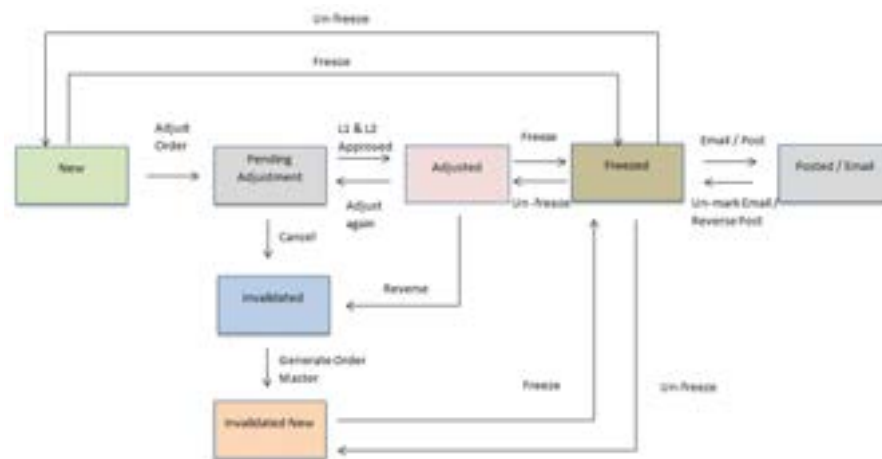 Un-freeze
Freeze
Adjust
Order
L1 & L2
Approved
Freeze
Email / Post
New
Pending
Adjustment
Adjusted
Freezed
Posted / Email
Adjust
again
Un -freeze
Un-mark Email /
Reverse Post
Cancel
Invalidated
Reverse
Generate Order
Master
Freeze
Un-freeze
Invalidated New